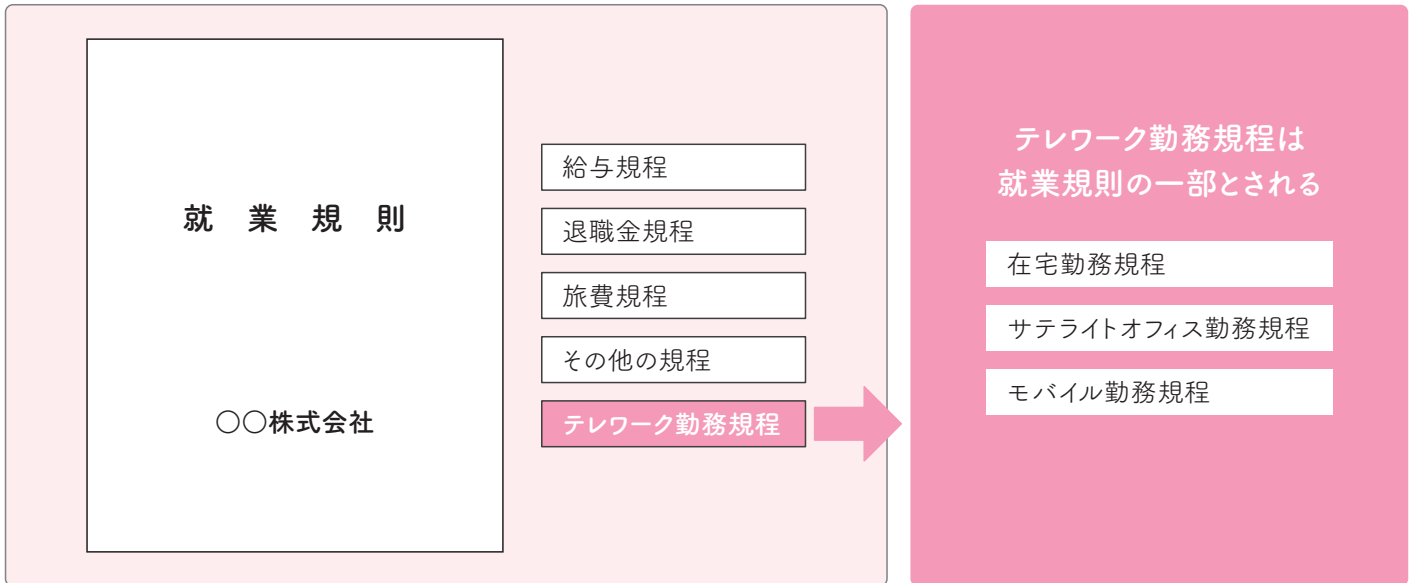 就業規則
○○株式会社
給与規程
退職金規程
旅費規程
その他の規程
テレワーク勤務規程
テレワーク勤務規程は
就業規則の一部とされる
在宅勤務規程
サテライトオフィス勤務規程
モバイル勤務規程